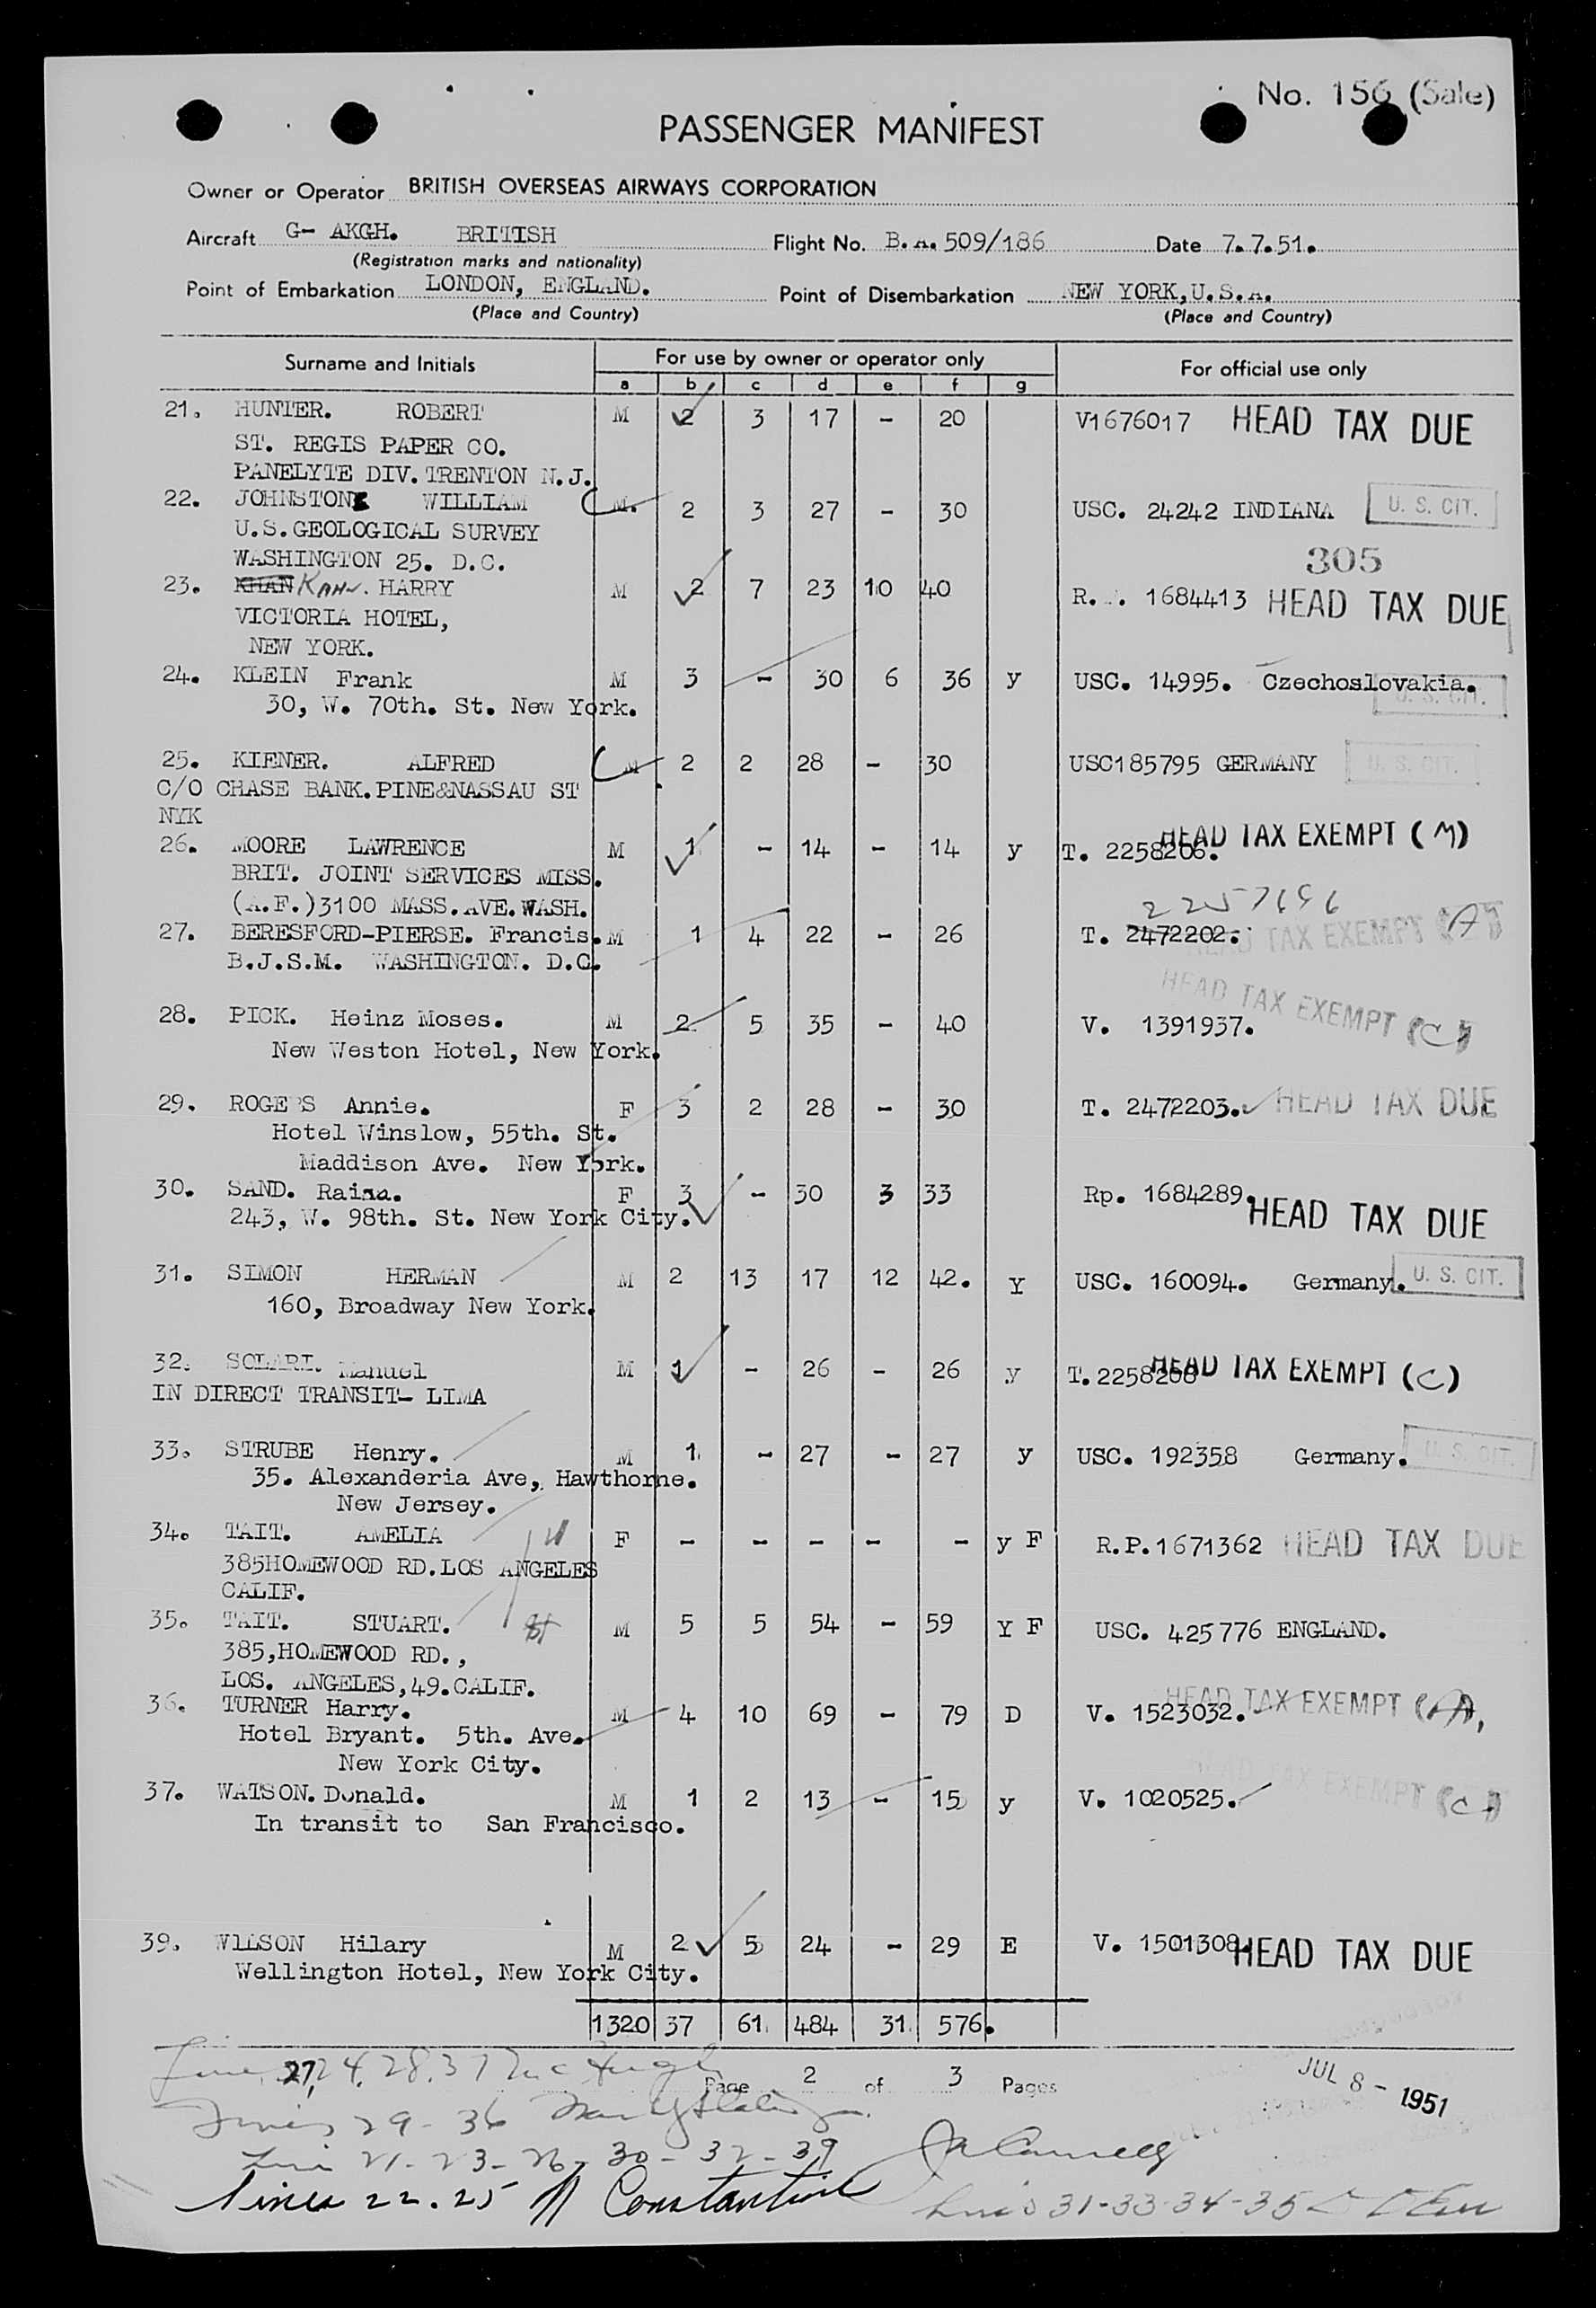 No. 156 (Sale)
PASSENGER MANIFEST
Owner or Operator BRITISH OVERSEAS AIRWAYS CORPORATION
Aircraft G- AKGH. BRITISH Flight No. B.A. 509/186 Date 7.7.51.
(Registration marks and nationality)
Point of Embarkation LONDON, ENGLAND. Point of Disembarkation NEW YORK,U.S.A.
(Place and Country) (Place and Country)
Surname and Initials For use by owner or operator only For official use only
a b c d e f g
21. HUNTER. ROBERT M 2 3 17 - 20 V1676017 HEAD TAX DUE
ST. REGIS PAPER CO.
PANELYTE DIV. TRENTON N.J.
22. JOHNSTON WILLIAM M. 2 3 27 - 30 USC. 24242 INDIANA U. S. CIT.
U.S.GEOLOGICAL SURVEY
WASHINGTON 25. D.C.
305
23. KHAN KAHN. HARRY M 2 7 23 10 40 R. . 1684413 HEAD TAX DUE
VICTORIA HOTEL,
NEW YORK.
24. KLEIN Frank M 3 - 30 6 36 y USC. 14995. Czechoslovakia.
30, W. 70th. St. New York. U. S. CIT.
25. KIENER. ALFRED M 2 2 28 - 30 USC185795 GERMANY U. S. CIT.
C/O CHASE BANK.PINE&NASSAU ST
NYK
26. MOORE LAWRENCE M 1 - 14 - 14 y T. 2258206. HEAD TAX EXEMPT (M)
BRIT. JOINT SERVICES MISS.
(A.F.)3100 MASS.AVE.WASH.
2257696
27. BERESFORD-PIERSE. Francis. M 1 4 22 - 26 T. 2472202. HEAD TAX EXEMPT (A)
B.J.S.M. WASHINGTON. D.C.
28. PICK. Heinz Moses. M 2 5 35 - 40 V. 1391937. HEAD TAX EXEMPT (C)
New Weston Hotel, New York.
29. ROGERS Annie. F 3 2 28 - 30 T. 2472203. HEAD TAX DUE
Hotel Winslow, 55th. St.
Maddison Ave. New York.
30. SAND. Raina. F 3 - 30 3 33 Rp. 1684289. HEAD TAX DUE
243, W. 98th. St. New York City.
31. SIMON HERMAN M 2 13 17 12 42. Y USC. 160094. Germany. U. S. CIT.
160, Broadway New York.
32. SOLARI. Manuel M 1 - 26 - 26 y T.2258208 HEAD TAX EXEMPT (C)
IN DIRECT TRANSIT- LIMA
33. STRUBE Henry. M 1 - 27 - 27 y USC. 192358 Germany. U. S. CIT.
35. Alexanderia Ave, Hawthorne.
New Jersey.
34. TAIT. AMELIA F - - - - - y F R.P.1671362 HEAD TAX DUE
385HOMEWOOD RD.LOS ANGELES
CALIF.
35. TAIT. STUART. M 5 5 54 - 59 Y F USC. 425776 ENGLAND.
385,HOMEWOOD RD.,
LOS. ANGELES,49.CALIF.
36. TURNER Harry. M 4 10 69 - 79 D V. 1523032. HEAD TAX EXEMPT (A)
Hotel Bryant. 5th. Ave.
New York City.
37. WATSON. Donald. M 1 2 13 - 15 y V. 1020525. HEAD TAX EXEMPT (C)
In transit to San Francisco.
39. WILSON Hilary M 2 5 24 - 29 E V. 1501308. HEAD TAX DUE
Wellington Hotel, New York City.
1320 37 61 484 31 576.
27, 24, 28, 37
Page 2 of 3 Pages JUL 8 - 1951
Lines 29-36
21-23-26-30-32-39
Lines 22.25 Constantine
Lines 31-33-34-35